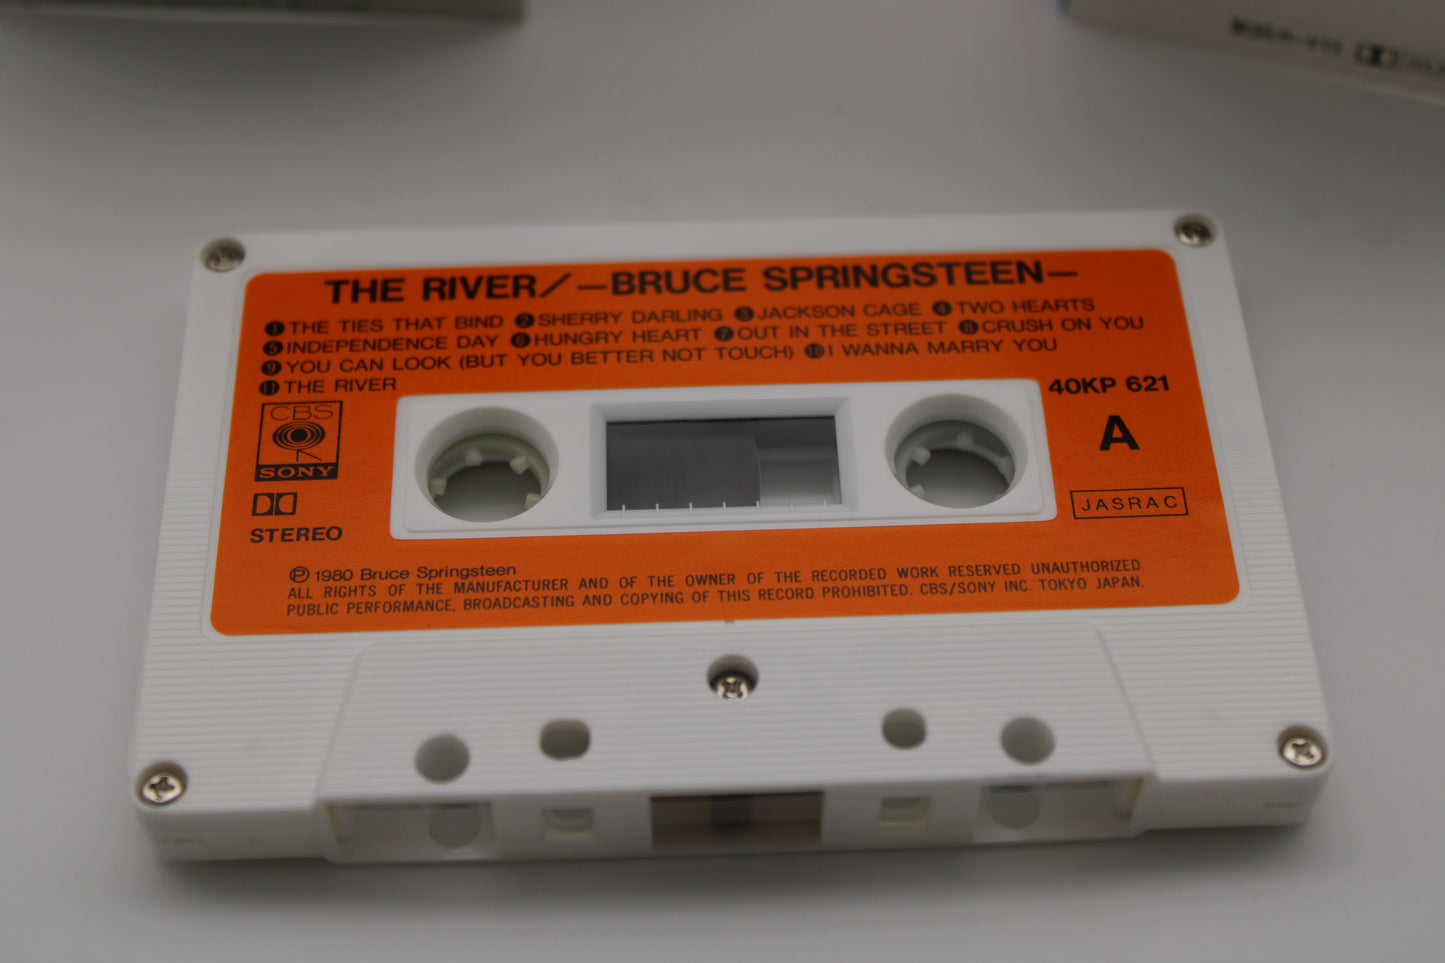 THE RIVER/—BRUCE SPRINGSTEEN—
❶THE TIES THAT BIND ❷SHERRY DARLING ❸JACKSON CAGE ❹TWO HEARTS
❺INDEPENDENCE DAY ❻HUNGRY HEART ❼OUT IN THE STREET ❽CRUSH ON YOU
❾YOU CAN LOOK (BUT YOU BETTER NOT TOUCH) ❿I WANNA MARRY YOU
⓫THE RIVER
40KP 621
CBS
SONY
A
STEREO
JASRAC
Ⓟ1980 Bruce Springsteen
ALL RIGHTS OF THE MANUFACTURER AND OF THE OWNER OF THE RECORDED WORK RESERVED UNAUTHORIZED
PUBLIC PERFORMANCE, BROADCASTING AND COPYING OF THIS RECORD PROHIBITED. CBS/SONY INC. TOKYO JAPAN.